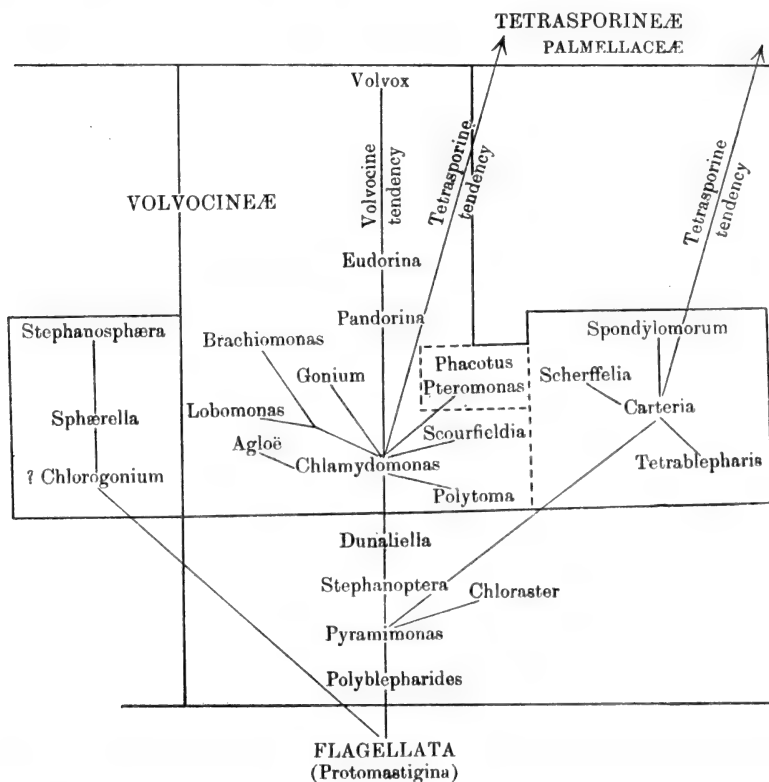 TETRASPORINEÆ
PALMELLACEÆ
Volvox
Volvocine
tendency
Tetrasporine
tendency
Tetrasporine
tendency
VOLVOCINEÆ
Eudorina
Pandorina
Stephanosphæra
Brachiomonas
Gonium
Phacotus
Pteromonas
Spondylomorum
Scherffelia
Carteria
Sphærella
Lobomonas
Agloë
Scourfieldia
Chlamydomonas
Tetrablepharis
? Chlorogonium
Polytoma
Dunaliella
Stephanoptera
Chloraster
Pyramimonas
Polyblepharides
FLAGELLATA
(Protomastigina)